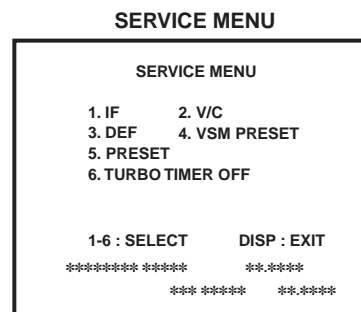 SERVICE MENU
SERVICE MENU
1. IF 2. V/C
3. DEF 4. VSM PRESET
5. PRESET
6. TURBO TIMER OFF
1-6 : SELECT DISP : EXIT
******** ***** **.****
*** ***** **.****